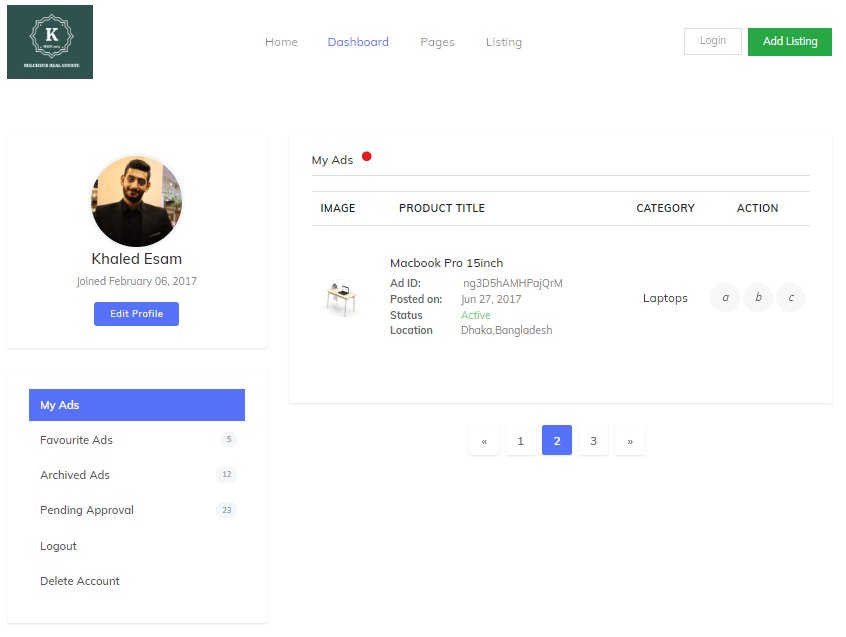 K
SINCE 2004
MELCHIUR REAL ESTATE
Home Dashboard Pages Listing
Login Add Listing
Khaled Esam
Joined February 06, 2017
Edit Profile
My Ads
Favourite Ads 5
Archived Ads 12
Pending Approval 23
Logout
Delete Account
My Ads
IMAGE PRODUCT TITLE CATEGORY ACTION
Macbook Pro 15inch
Ad ID: ng3D5hAMHPajQrM
Posted on: Jun 27, 2017
Status Active
Location Dhaka,Bangladesh
Laptops a b c
« 1 2 3 »